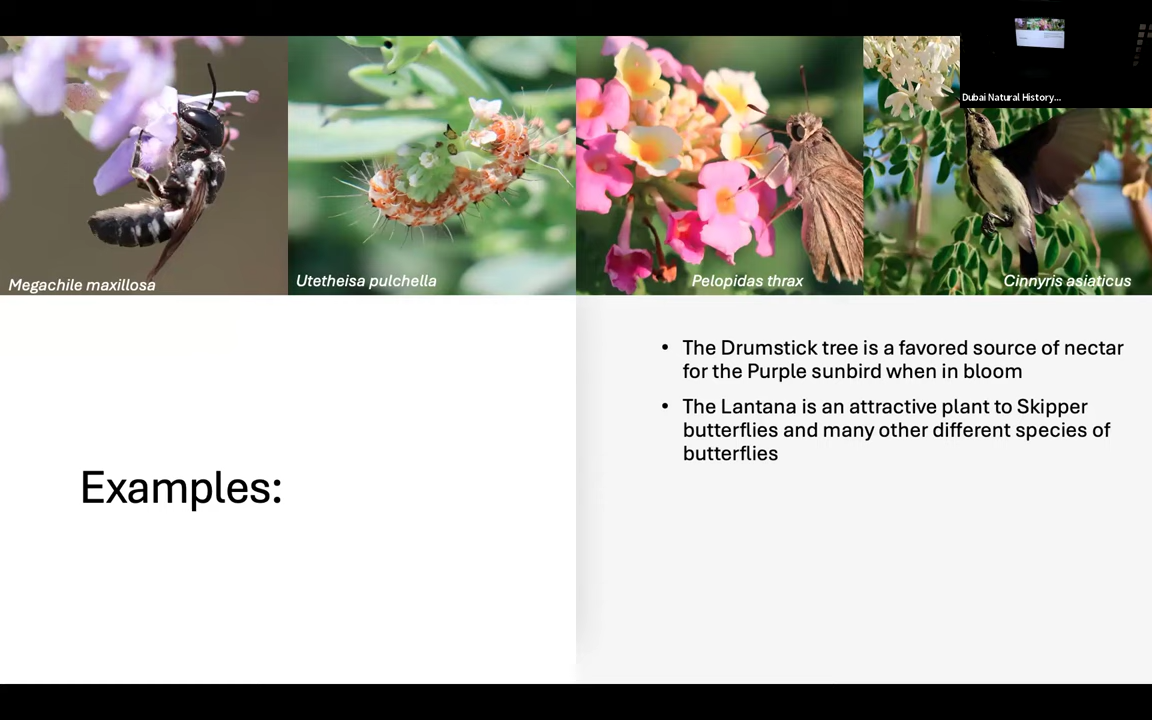 Dubai Natural History...
Megachile maxillosa
Utetheisa pulchella
Pelopidas thrax
Cinnyris asiaticus
• The Drumstick tree is a favored source of nectar
for the Purple sunbird when in bloom
• The Lantana is an attractive plant to Skipper
butterflies and many other different species of
butterflies
Examples: